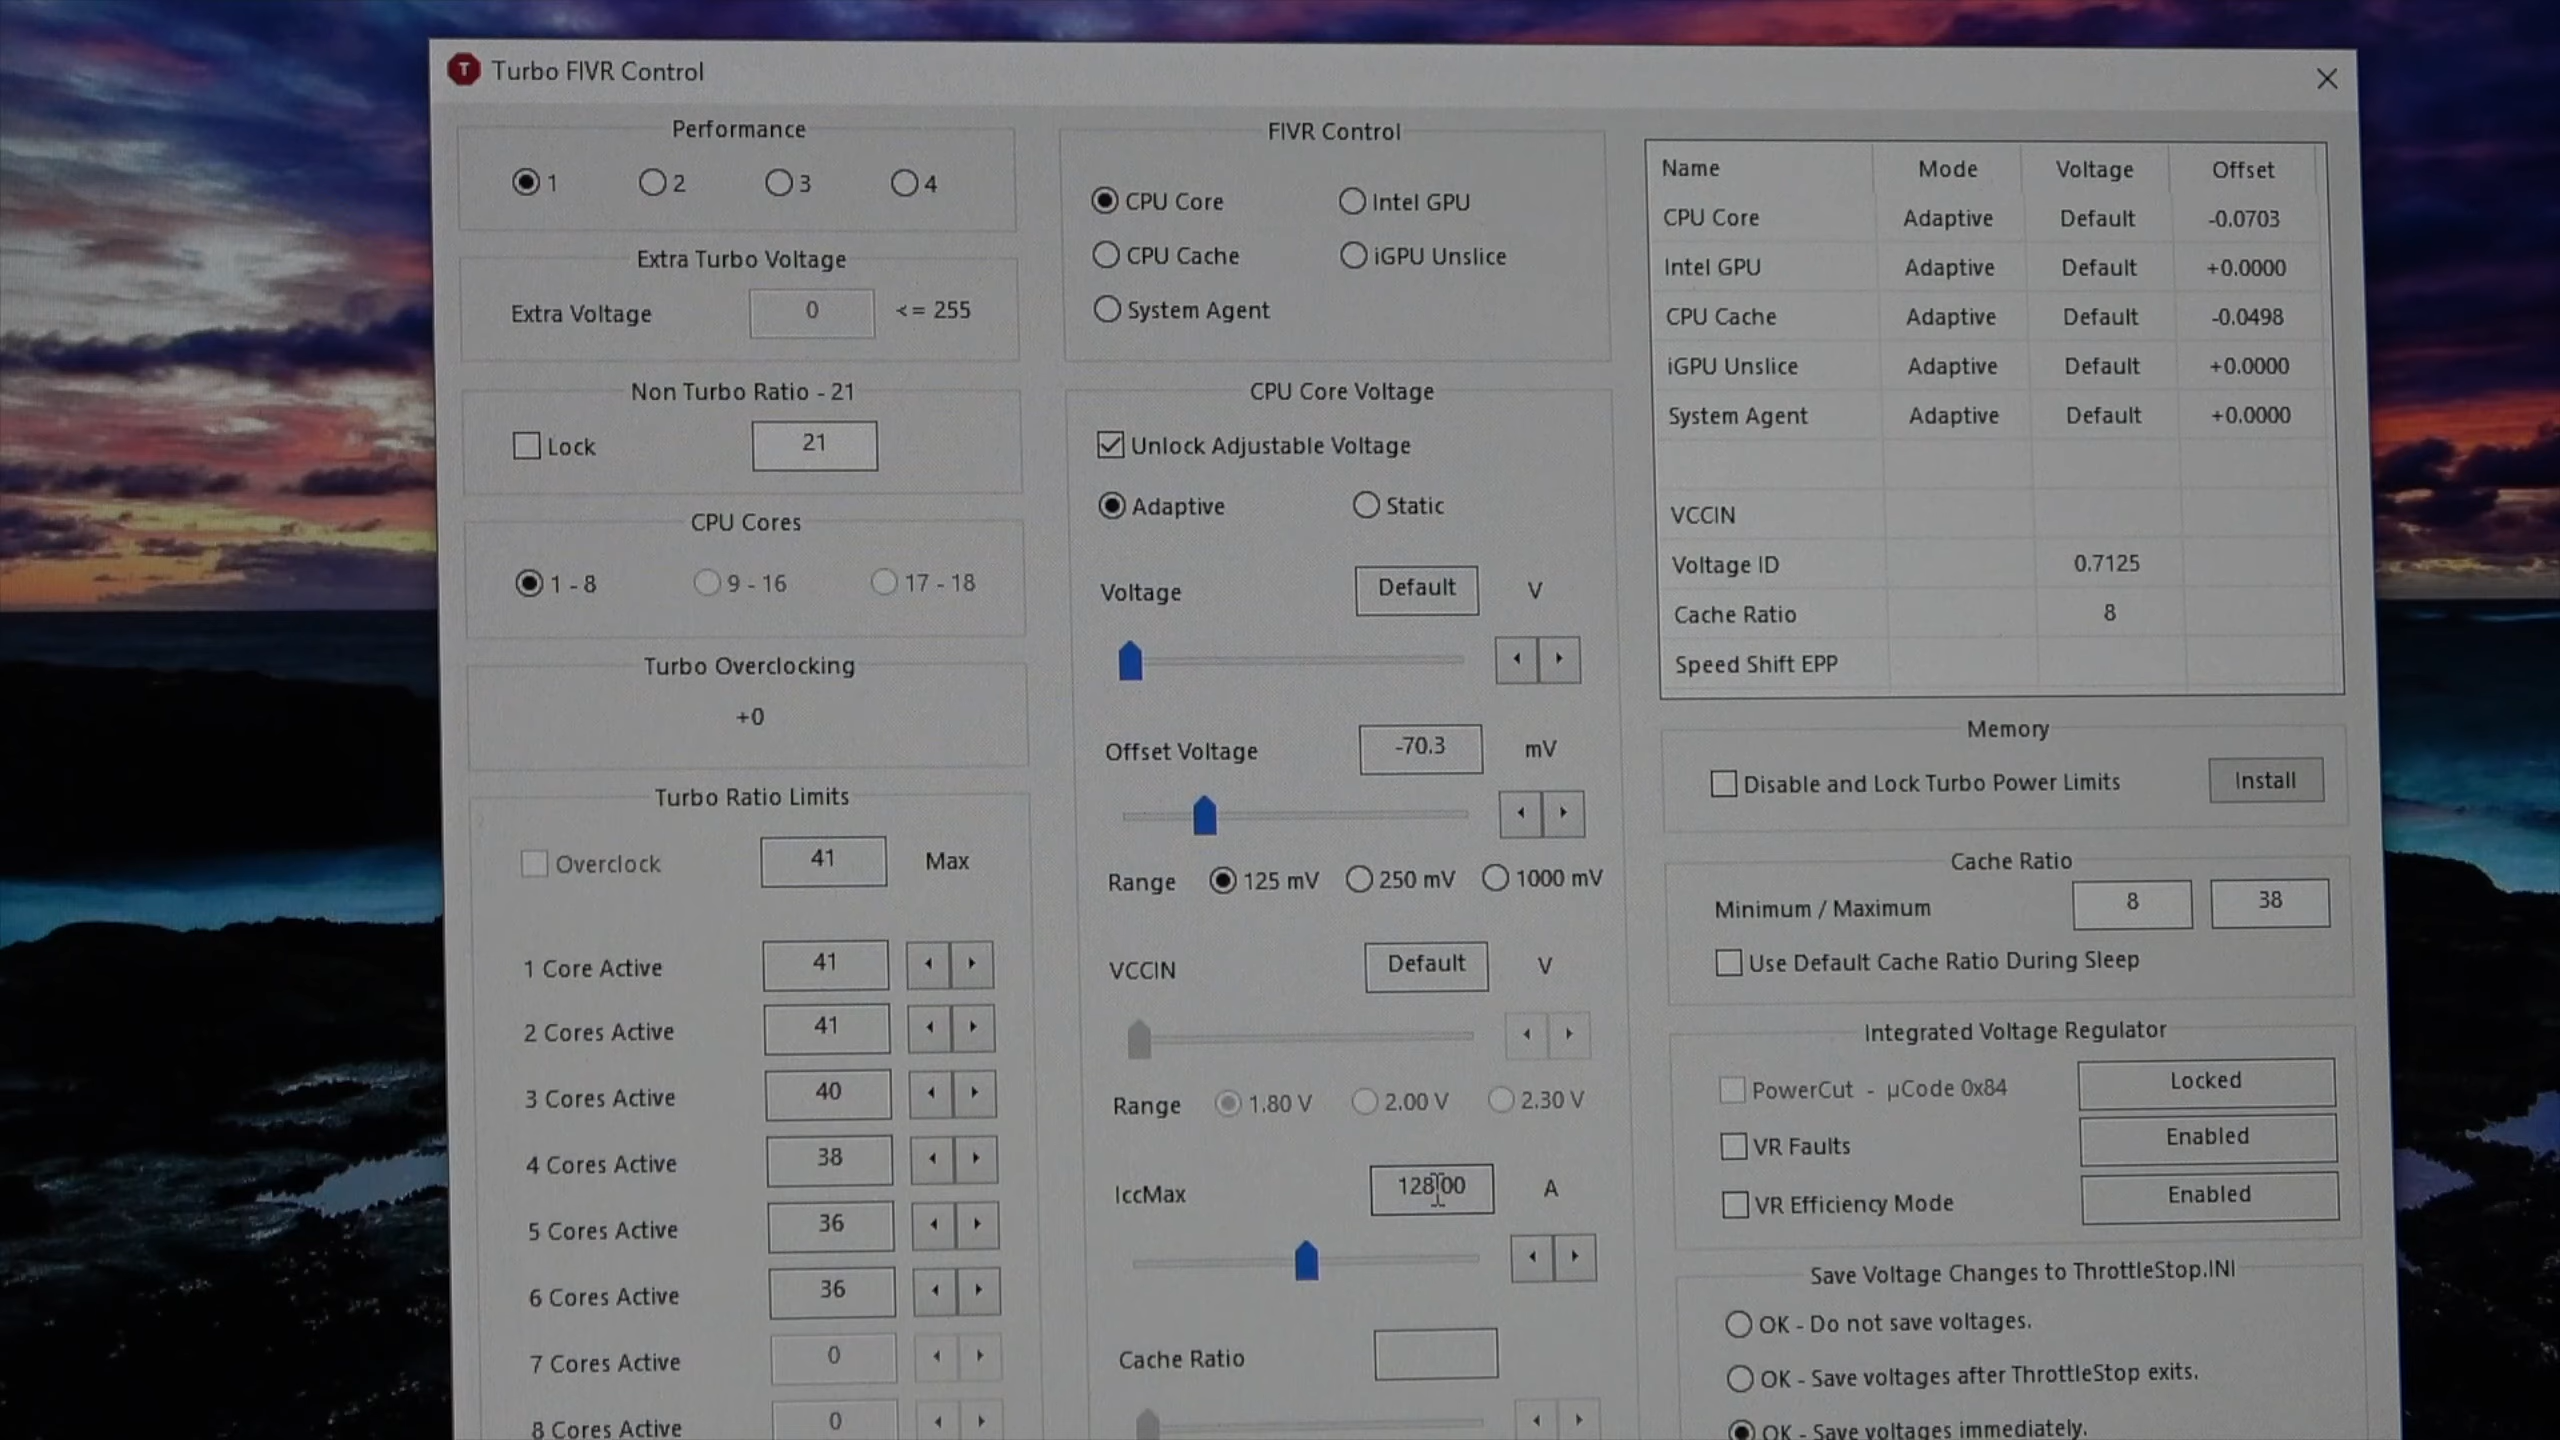 Turbo FIVR Control
Performance
1 2 3 4
Extra Turbo Voltage
Extra Voltage 0 <= 255
Non Turbo Ratio - 21
Lock 21
CPU Cores
1 - 8 9 - 16 17 - 18
Turbo Overclocking
+0
Turbo Ratio Limits
Overclock 41 Max
1 Core Active 41
2 Cores Active 41
3 Cores Active 40
4 Cores Active 38
5 Cores Active 36
6 Cores Active 36
7 Cores Active 0
8 Cores Active 0
FIVR Control
CPU Core Intel GPU
CPU Cache iGPU Unslice
System Agent
CPU Core Voltage
Unlock Adjustable Voltage
Adaptive Static
Voltage Default V
Offset Voltage -70.3 mV
Range 125 mV 250 mV 1000 mV
VCCIN Default V
Range 1.80 V 2.00 V 2.30 V
IccMax 128.00 A
Cache Ratio
Name Mode Voltage Offset
CPU Core Adaptive Default -0.0703
Intel GPU Adaptive Default +0.0000
CPU Cache Adaptive Default -0.0498
iGPU Unslice Adaptive Default +0.0000
System Agent Adaptive Default +0.0000
VCCIN
Voltage ID 0.7125
Cache Ratio 8
Speed Shift EPP
Memory
Disable and Lock Turbo Power Limits Install
Cache Ratio
Minimum / Maximum 8 38
Use Default Cache Ratio During Sleep
Integrated Voltage Regulator
PowerCut - µCode 0x84 Locked
VR Faults Enabled
VR Efficiency Mode Enabled
Save Voltage Changes to ThrottleStop.INI
OK - Do not save voltages.
OK - Save voltages after ThrottleStop exits.
OK - Save voltages immediately.